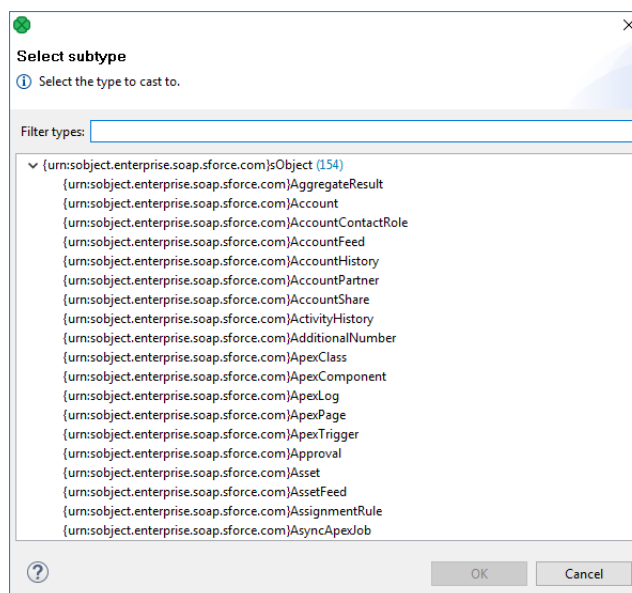 Select subtype
Select the type to cast to.
Filter types:
{urn:sobject.enterprise.soap.sforce.com}sObject (154)
{urn:sobject.enterprise.soap.sforce.com}AggregateResult
{urn:sobject.enterprise.soap.sforce.com}Account
{urn:sobject.enterprise.soap.sforce.com}AccountContactRole
{urn:sobject.enterprise.soap.sforce.com}AccountFeed
{urn:sobject.enterprise.soap.sforce.com}AccountHistory
{urn:sobject.enterprise.soap.sforce.com}AccountPartner
{urn:sobject.enterprise.soap.sforce.com}AccountShare
{urn:sobject.enterprise.soap.sforce.com}ActivityHistory
{urn:sobject.enterprise.soap.sforce.com}AdditionalNumber
{urn:sobject.enterprise.soap.sforce.com}ApexClass
{urn:sobject.enterprise.soap.sforce.com}ApexComponent
{urn:sobject.enterprise.soap.sforce.com}ApexLog
{urn:sobject.enterprise.soap.sforce.com}ApexPage
{urn:sobject.enterprise.soap.sforce.com}ApexTrigger
{urn:sobject.enterprise.soap.sforce.com}Approval
{urn:sobject.enterprise.soap.sforce.com}Asset
{urn:sobject.enterprise.soap.sforce.com}AssetFeed
{urn:sobject.enterprise.soap.sforce.com}AssignmentRule
{urn:sobject.enterprise.soap.sforce.com}AsyncApexJob
OK Cancel